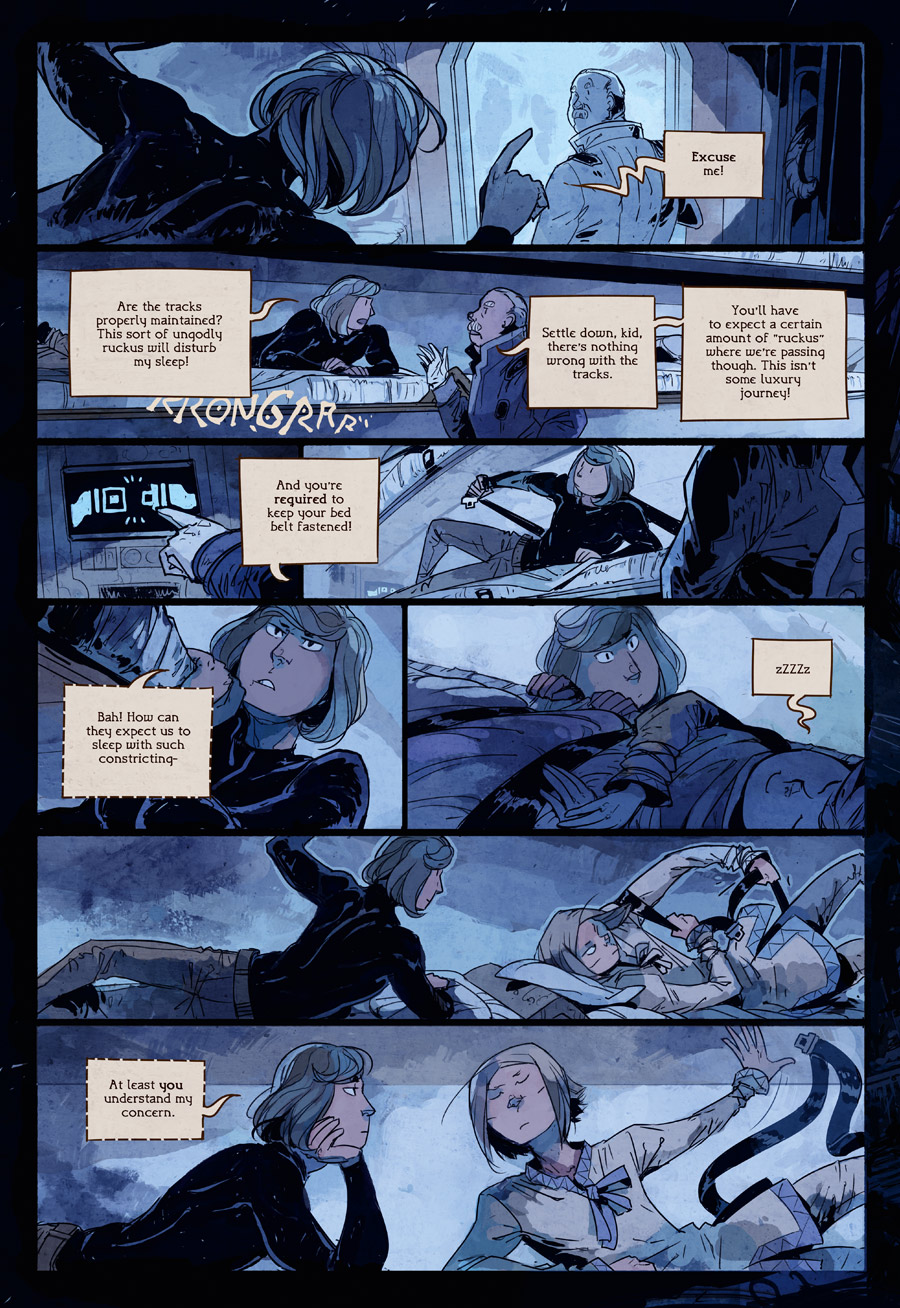 Excuse
me!
Are the tracks
properly maintained?
This sort of ungodly
ruckus will disturb
my sleep!
Settle down, kid,
there's nothing
wrong with the
tracks.
You'll have
to expect a certain
amount of "ruckus"
where we're passing
though. This isn't
some luxury
journey!
KRONGRRR
And you're
required to
keep your bed
belt fastened!
Bah! How can
they expect us to
sleep with such
constricting-
zZZZz
At least you
understand my
concern.